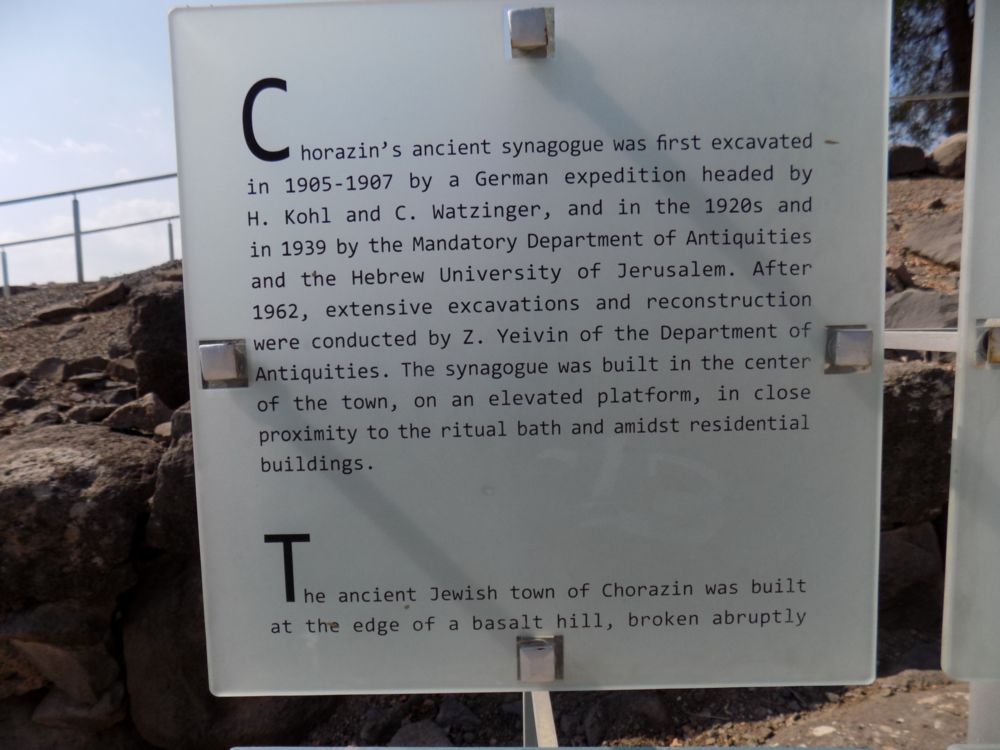 Chorazin's ancient synagogue was first excavated
in 1905-1907 by a German expedition headed by
H. Kohl and C. Watzinger, and in the 1920s and
in 1939 by the Mandatory Department of Antiquities
and the Hebrew University of Jerusalem. After
1962, extensive excavations and reconstruction
were conducted by Z. Yeivin of the Department of
Antiquities. The synagogue was built in the center
of the town, on an elevated platform, in close
proximity to the ritual bath and amidst residential
buildings.
The ancient Jewish town of Chorazin was built
at the edge of a basalt hill, broken abruptly